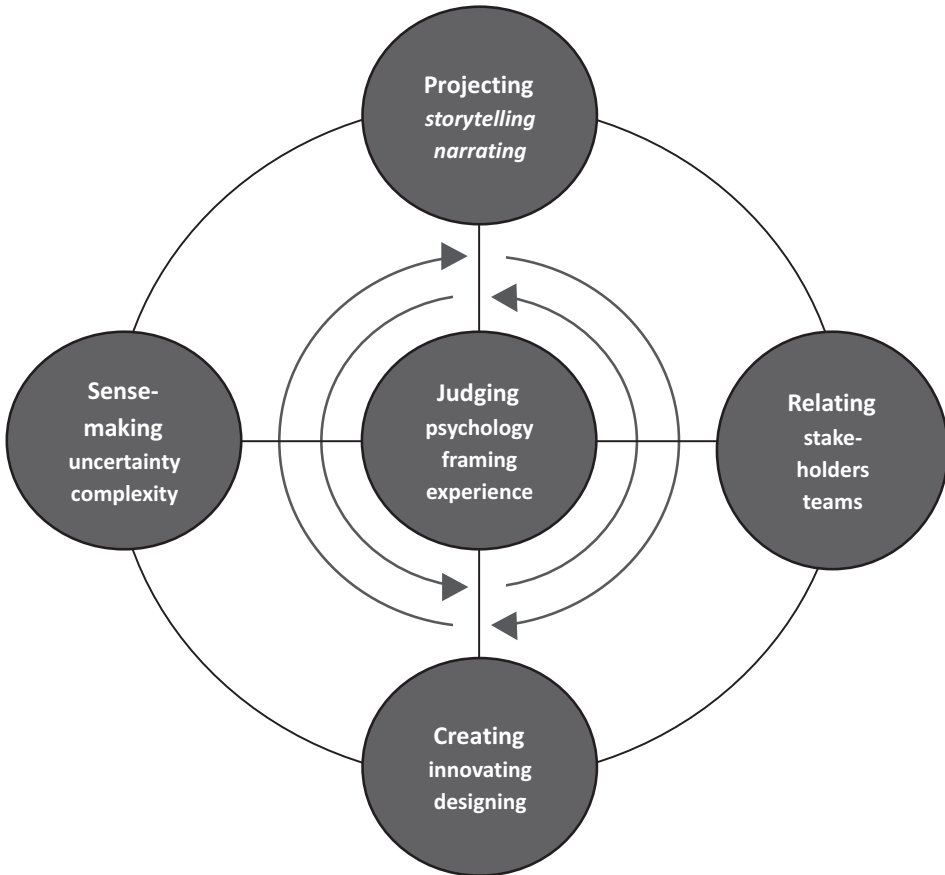 Projecting
storytelling
narrating
Sense-
making
uncertainty
complexity
Judging
psychology
framing
experience
Relating
stake-
holders
teams
Creating
innovating
designing